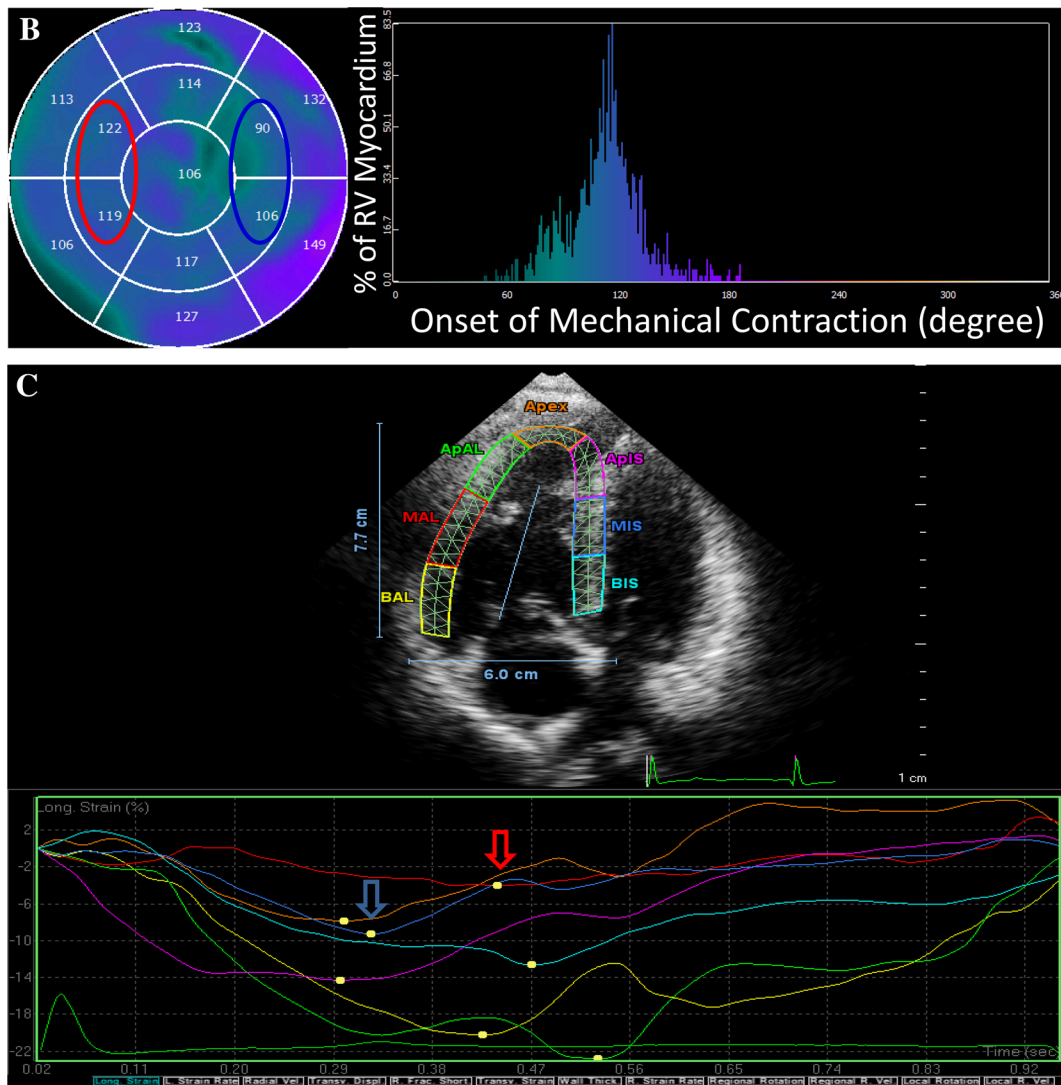 B
123
113
114
132
122
90
106
119
106
106
149
117
127
% of RV Myocardium
83.5
66.8
50.1
33.4
16.7
0.0
0
60
120
180
240
300
360
Onset of Mechanical Contraction (degree)
C
Apex
ApAL
ApIS
MAL
MIS
BAL
BIS
7.7 cm
6.0 cm
1 cm
Long. Strain (%)
2
-2
-6
-10
-14
-18
-22
Time (sec)
0.02 0.11 0.20 0.29 0.38 0.47 0.56 0.65 0.74 0.83 0.92
Long. Strain L. Strain Rate Radial Vel. Transv. Displ. R. Frac. Short. Transv. Strain Wall Thick. R. Strain Rate Regional Rotation Regional R. Vel. Local Rotation Local R. V